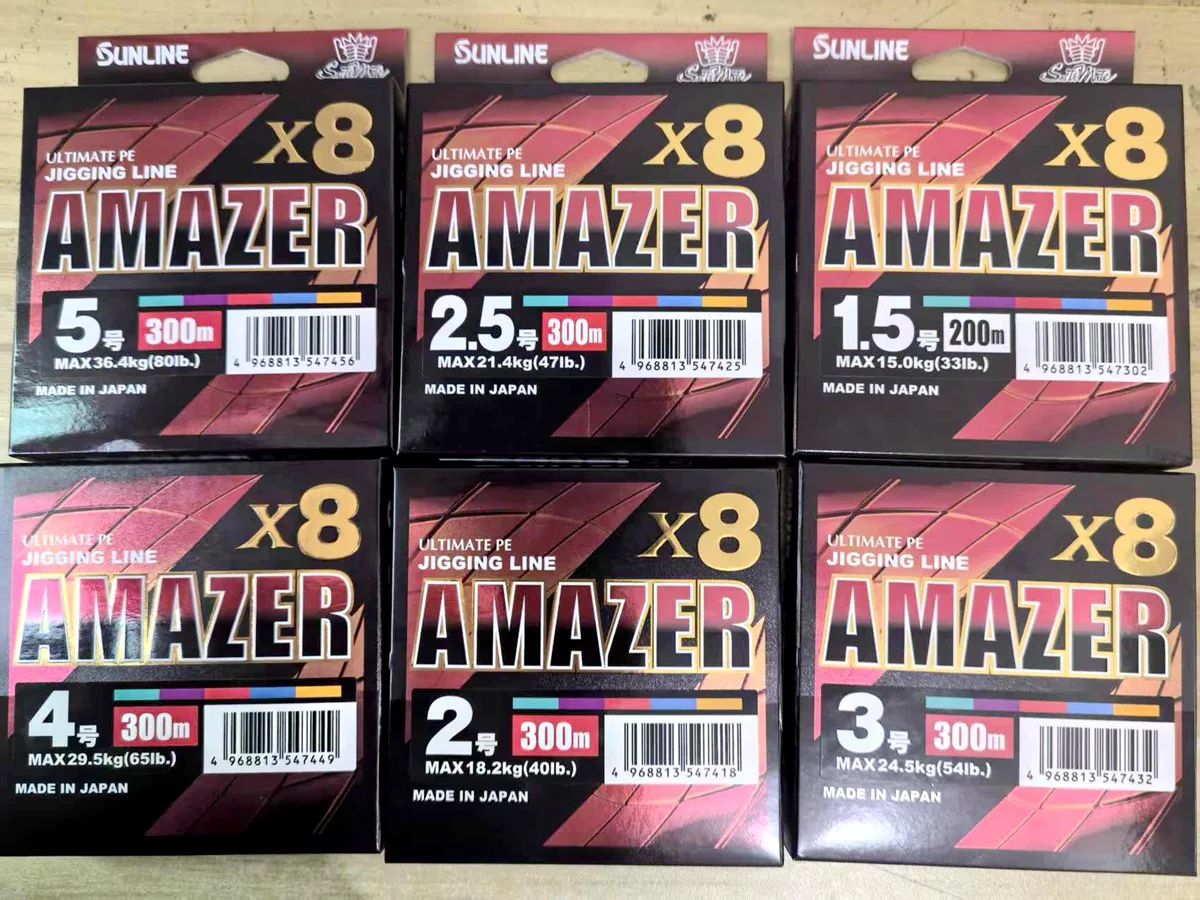 SUNLINE
SaltiMate
X8
ULTIMATE PE
JIGGING LINE
AMAZER
5号 300m
MAX36.4kg(80lb.)
4 968813 547456
MADE IN JAPAN
SUNLINE
SaltiMate
X8
ULTIMATE PE
JIGGING LINE
AMAZER
2.5号 300m
MAX21.4kg(47lb.)
4 968813 547425
MADE IN JAPAN
SUNLINE
SaltiMate
X8
ULTIMATE PE
JIGGING LINE
AMAZER
1.5号 200m
MAX15.0kg(33lb.)
4 968813 547302
MADE IN JAPAN
X8
ULTIMATE PE
JIGGING LINE
AMAZER
4号 300m
MAX29.5kg(65lb.)
4 968813 547449
MADE IN JAPAN
X8
ULTIMATE PE
JIGGING LINE
AMAZER
2号 300m
MAX18.2kg(40lb.)
4 968813 547418
MADE IN JAPAN
X8
ULTIMATE PE
JIGGING LINE
AMAZER
3号 300m
MAX24.5kg(54lb.)
4 968813 547432
MADE IN JAPAN